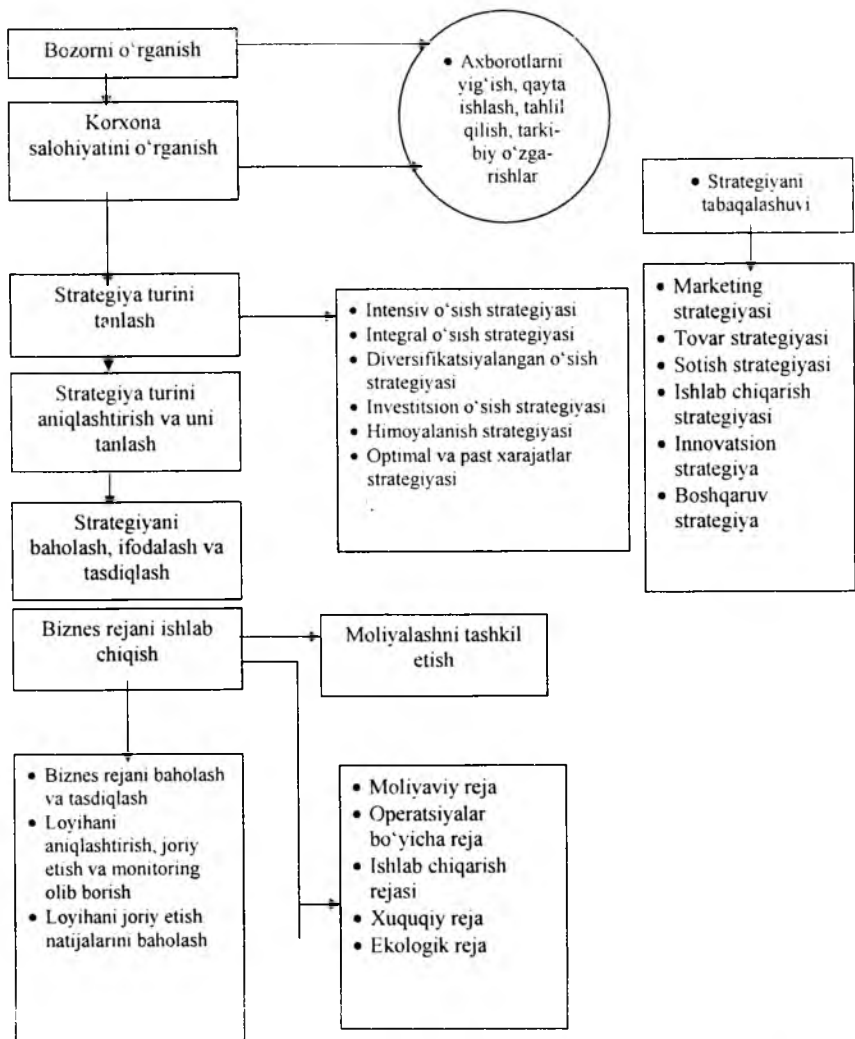 Bozorni o‘rganish
Korxona
salohiyatini o‘rganish
• Axborotlarni
yig‘ish, qayta
ishlash, tahlil
qilish, tarki-
biy o‘zga-
rishlar
• Strategiyani
tabaqalashuvi
Strategiya turini
tanlash
• Intensiv o‘sish strategiyasi
• Integral o‘sish strategiyasi
• Diversifikatsiyalangan o‘sish
strategiyasi
• Investitsion o‘sish strategiyasi
• Himoyalanish strategiyasi
• Optimal va past xarajatlar
strategiyasi
• Marketing
strategiyasi
• Tovar strategiyasi
• Sotish strategiyasi
• Ishlab chiqarish
strategiyasi
• Innovatsion
strategiya
• Boshqaruv
strategiya
Strategiya turini
aniqlashtirish va uni
tanlash
Strategiyani
baholash, ifodalash va
tasdiqlash
Biznes rejani ishlab
chiqish
Moliyalashni tashkil
etish
• Biznes rejani baholash
va tasdiqlash
• Loyihani
aniqlashtirish, joriy
etish va monitoring
olib borish
• Loyihani joriy etish
natijalarini baholash
• Moliyaviy reja
• Operatsiyalar
bo‘yicha reja
• Ishlab chiqarish
rejasi
• Xuquqiy reja
• Ekologik reja